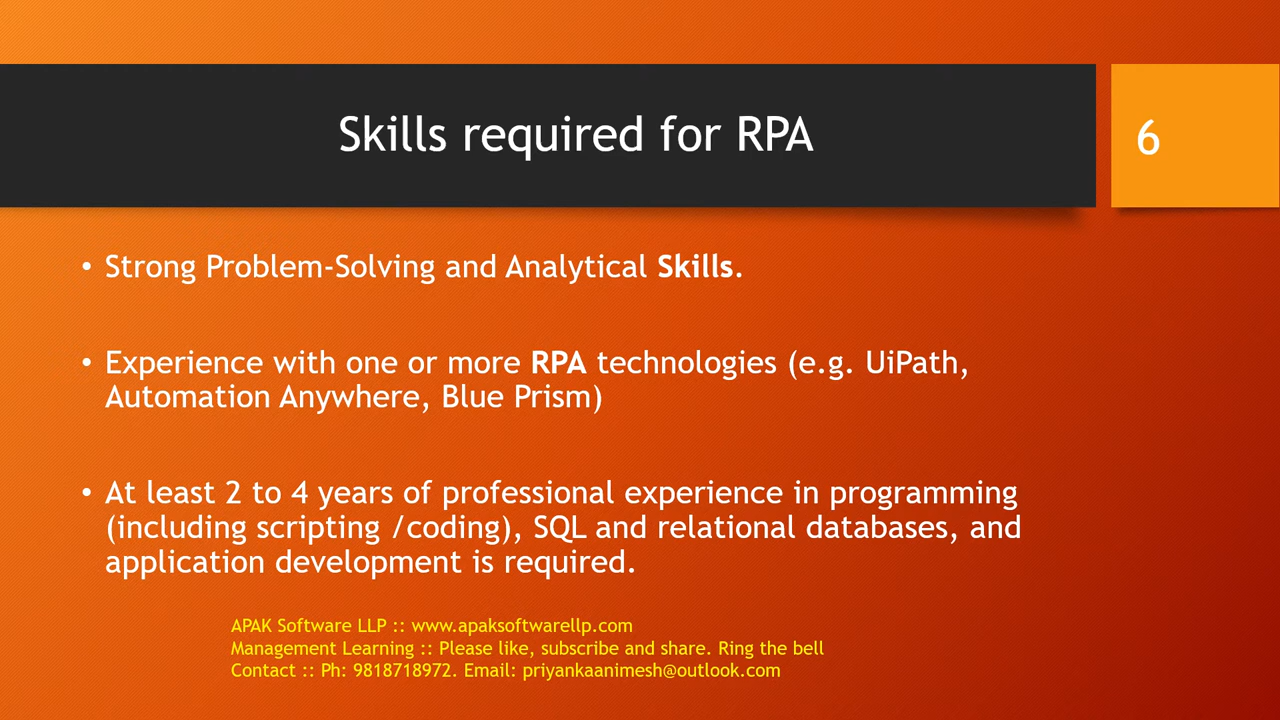 Skills required for RPA
6
• Strong Problem-Solving and Analytical Skills.
• Experience with one or more RPA technologies (e.g. UiPath,
Automation Anywhere, Blue Prism)
• At least 2 to 4 years of professional experience in programming
(including scripting /coding), SQL and relational databases, and
application development is required.
APAK Software LLP :: www.apaksoftwarellp.com
Management Learning :: Please like, subscribe and share. Ring the bell
Contact :: Ph: 9818718972. Email: priyankaanimesh@outlook.com